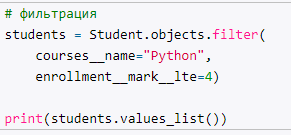 # фильтрация
students = Student.objects.filter(
    courses__name="Python",
    enrollment__mark__lte=4)

print(students.values_list())